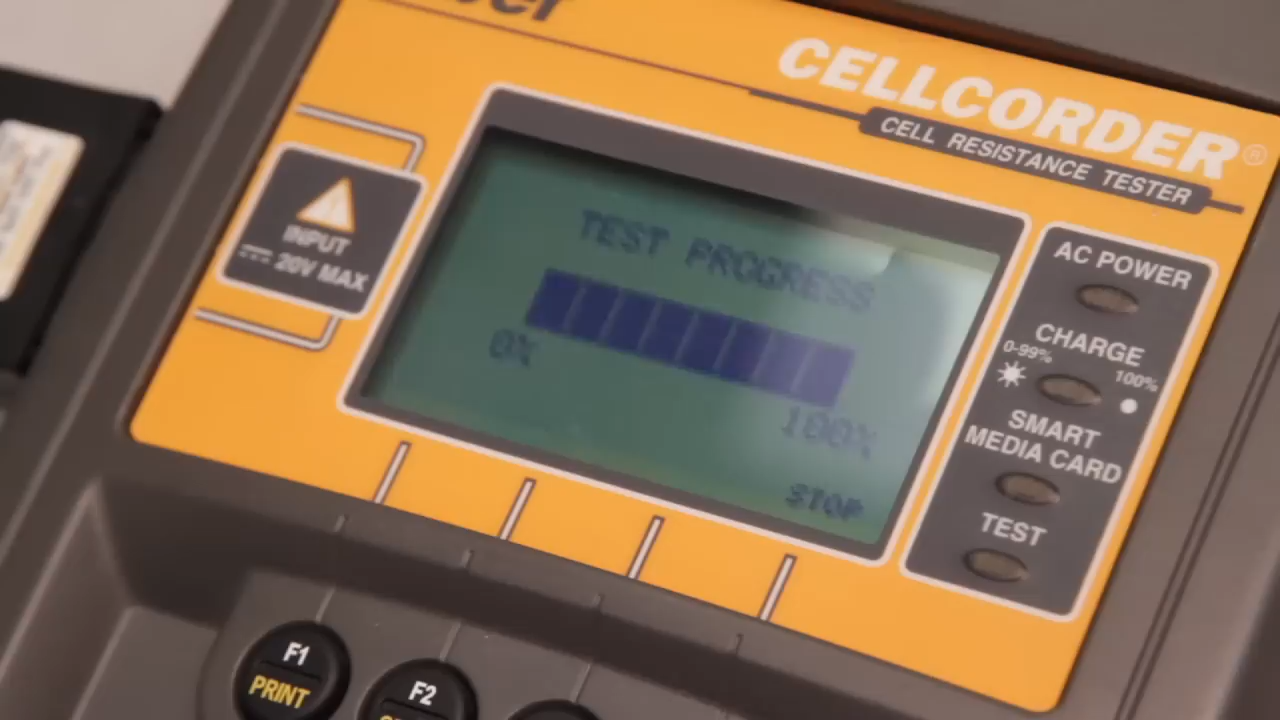 CELLCORDER®
CELL RESISTANCE TESTER
INPUT
20V MAX
TEST PROGRESS
0%
100%
STOP
AC POWER
CHARGE
0-99%
100%
SMART
MEDIA CARD
TEST
F1
PRINT
F2